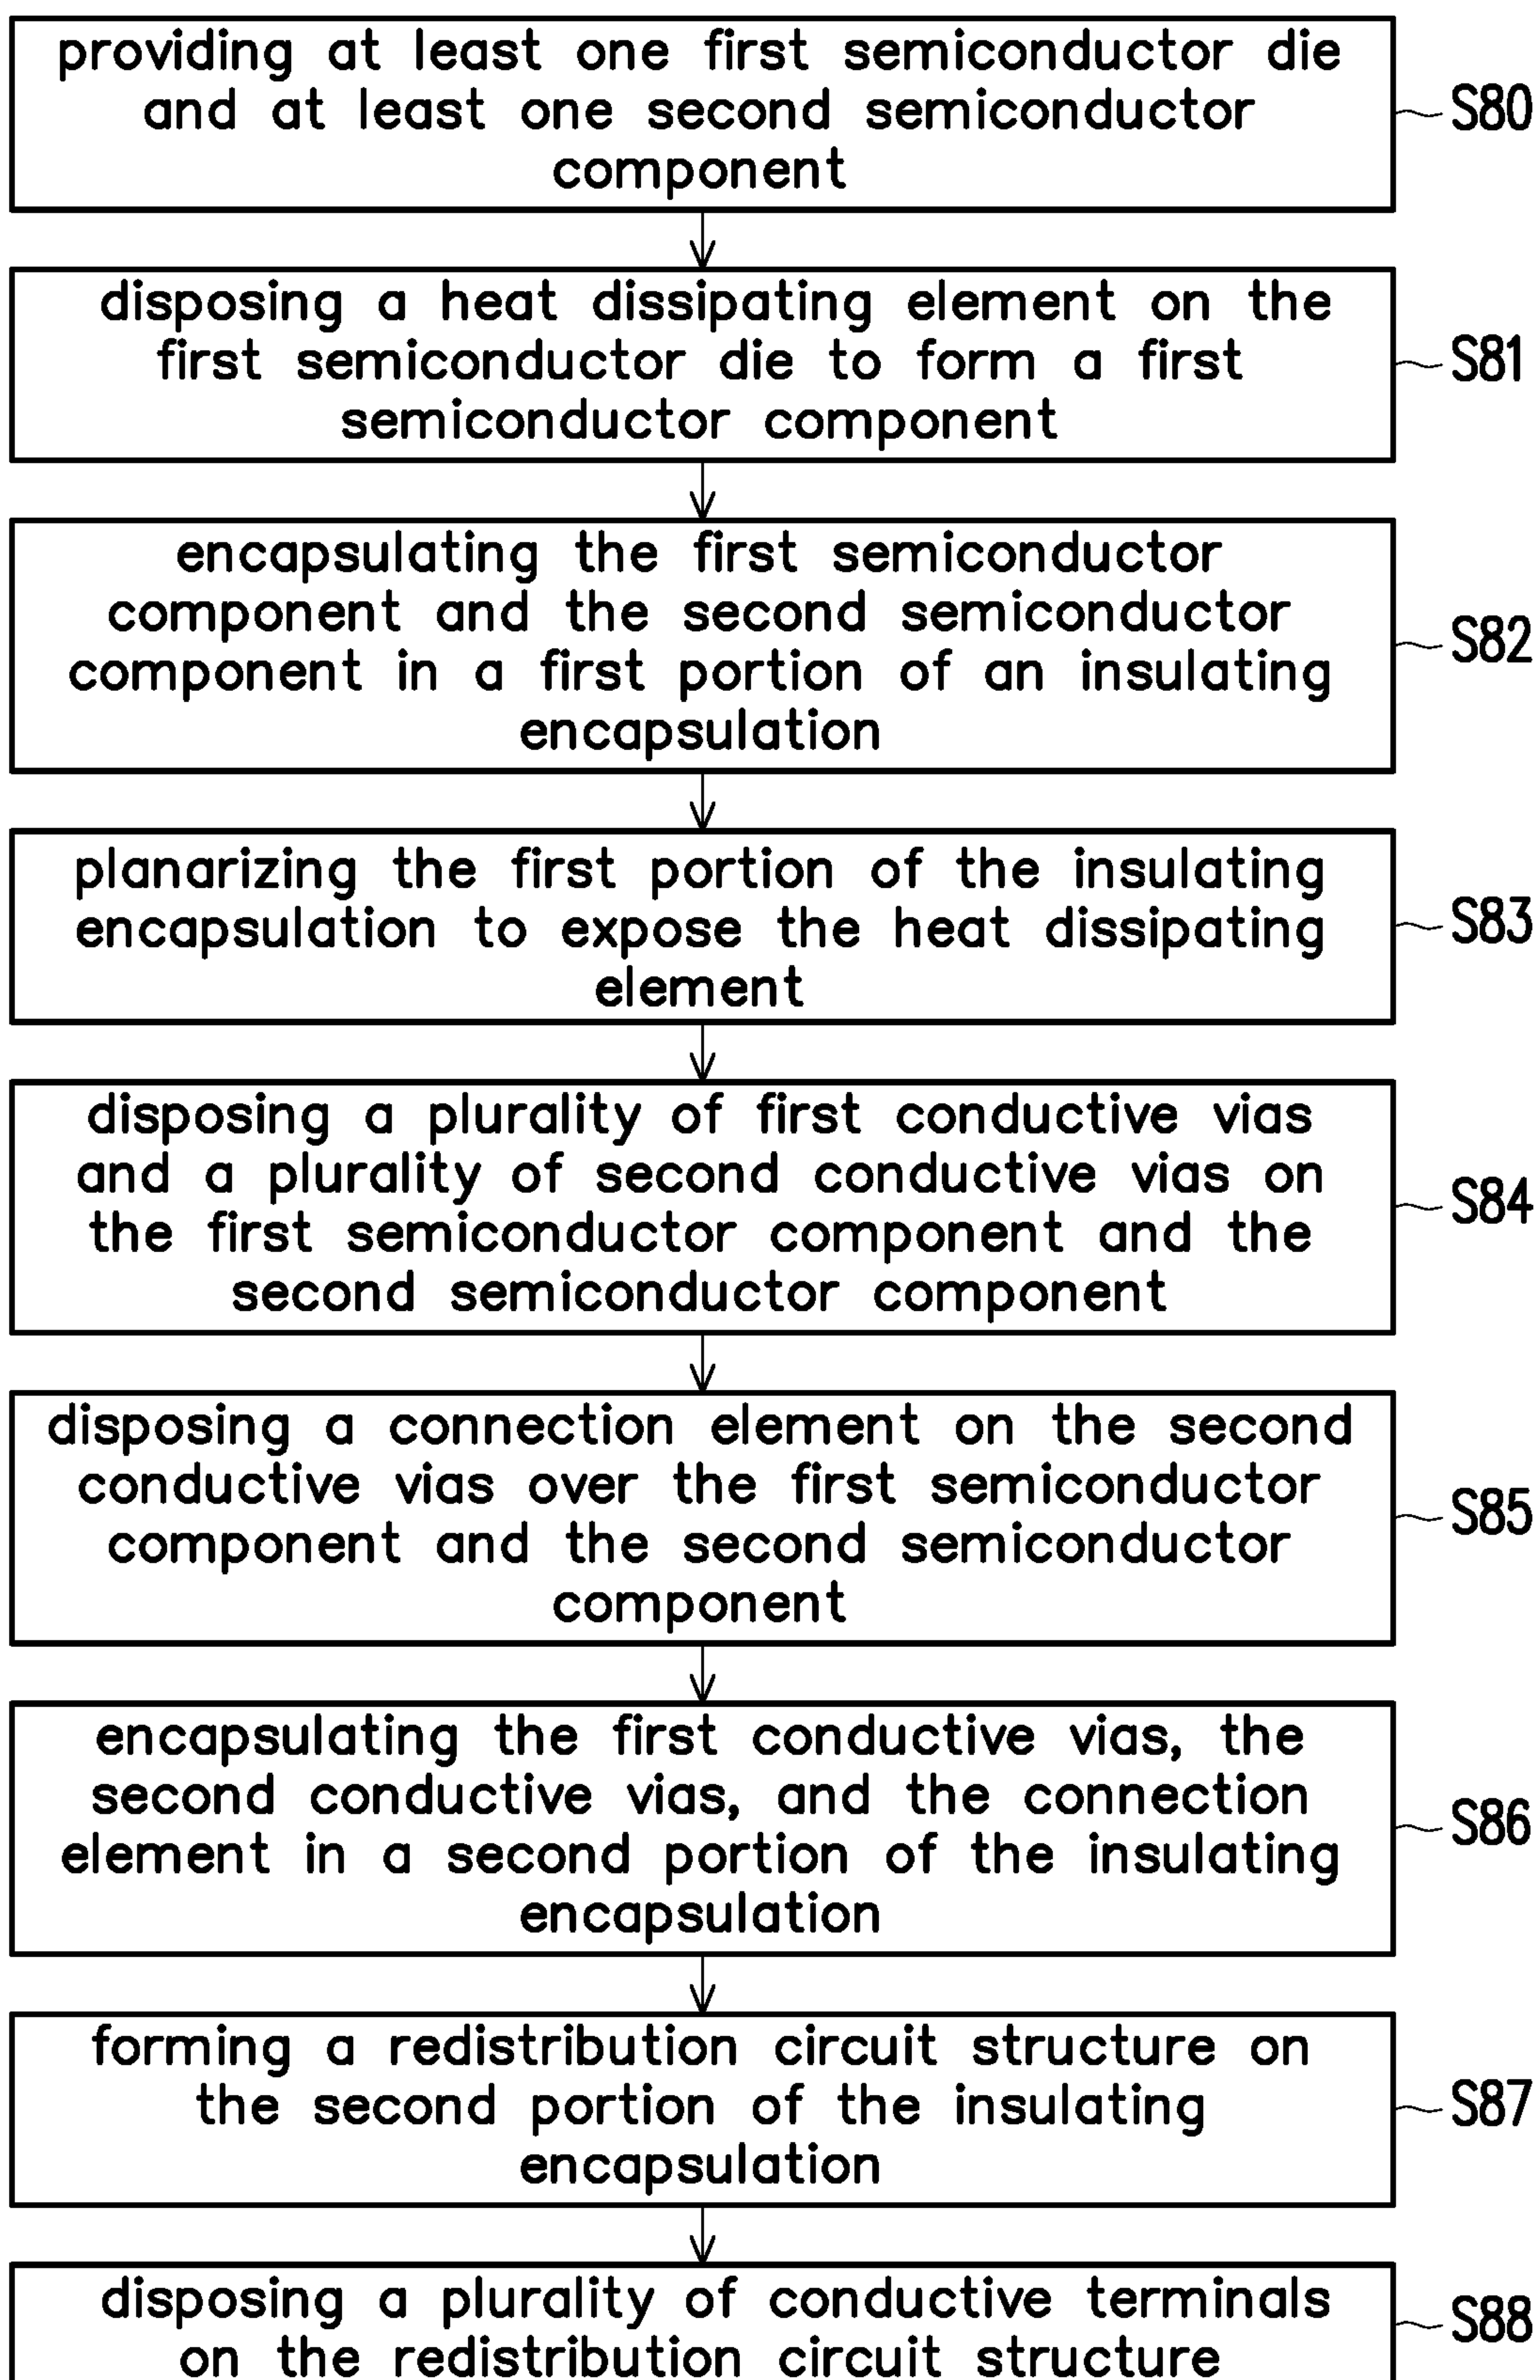 providing at least one first semiconductor die
and at least one second semiconductor
component
S80
disposing a heat dissipating element on the
first semiconductor die to form a first
semiconductor component
S81
encapsulating the first semiconductor
component and the second semiconductor
component in a first portion of an insulating
encapsulation
S82
planarizing the first portion of the insulating
encapsulation to expose the heat dissipating
element
S83
disposing a plurality of first conductive vias
and a plurality of second conductive vias on
the first semiconductor component and the
second semiconductor component
S84
disposing a connection element on the second
conductive vias over the first semiconductor
component and the second semiconductor
component
S85
encapsulating the first conductive vias, the
second conductive vias, and the connection
element in a second portion of the insulating
encapsulation
S86
forming a redistribution circuit structure on
the second portion of the insulating
encapsulation
S87
disposing a plurality of conductive terminals
on the redistribution circuit structure
S88